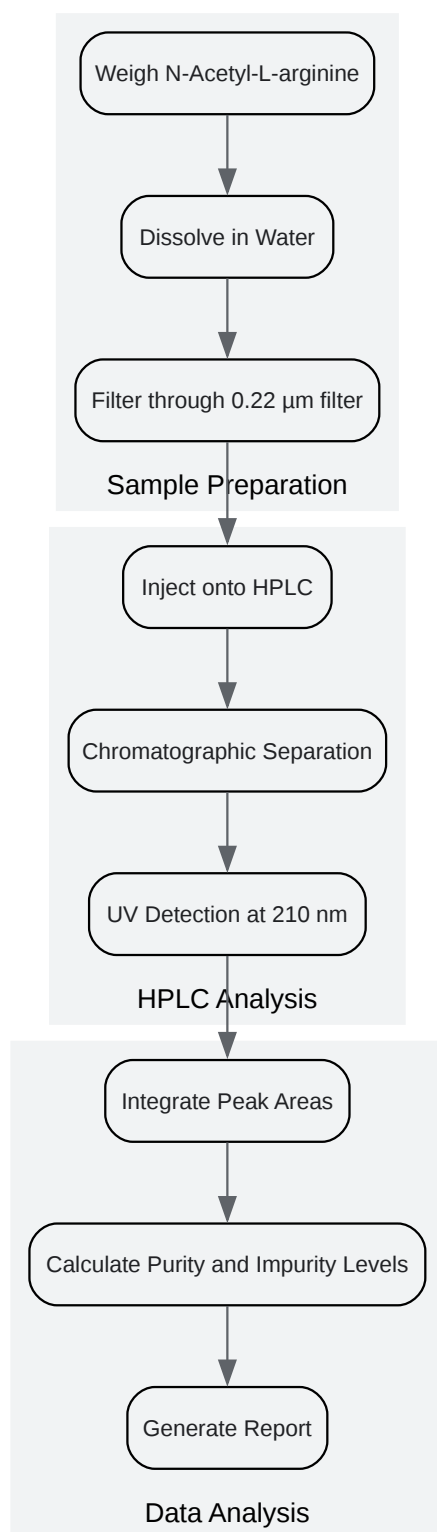 Weigh N-Acetyl-L-arginine
Dissolve in Water
Filter through 0.22 µm filter
Sample Preparation
Inject onto HPLC
Chromatographic Separation
UV Detection at 210 nm
HPLC Analysis
Integrate Peak Areas
Calculate Purity and Impurity Levels
Generate Report
Data Analysis